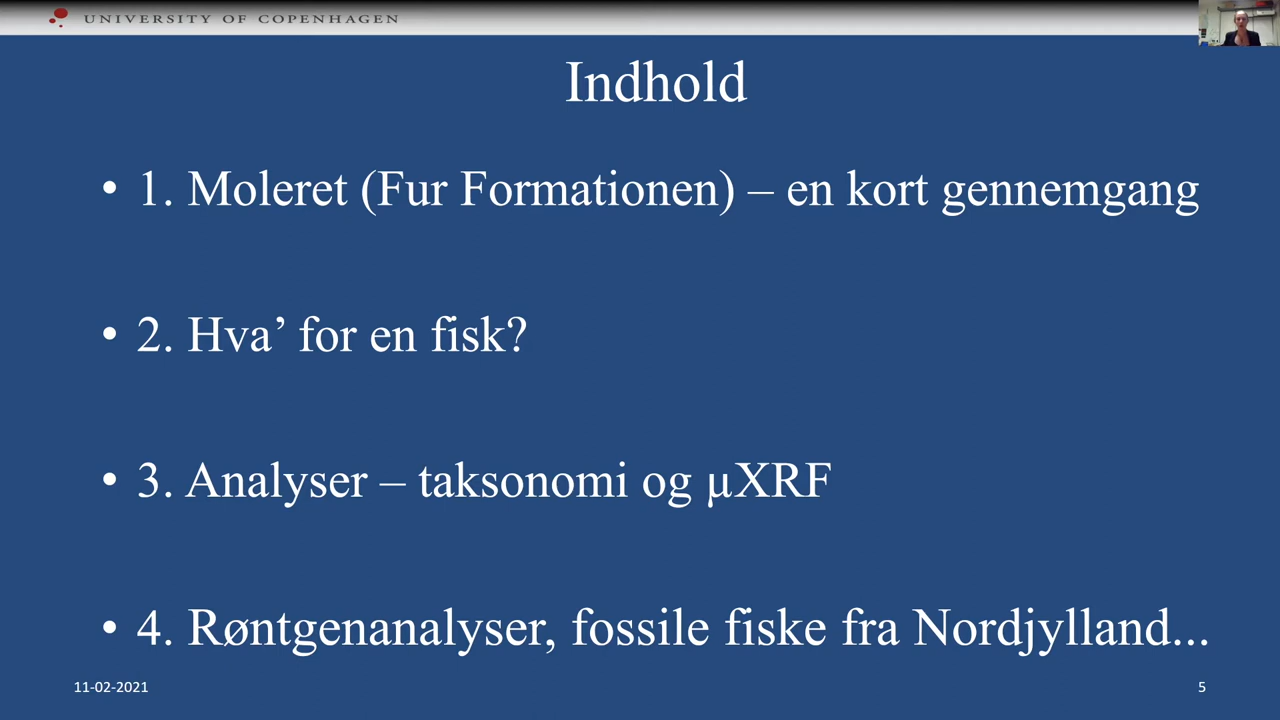 UNIVERSITY OF COPENHAGEN
Indhold
• 1. Moleret (Fur Formationen) – en kort gennemgang
• 2. Hva’ for en fisk?
• 3. Analyser – taksonomi og µXRF
• 4. Røntgenanalyser, fossile fiske fra Nordjylland...
11-02-2021
5